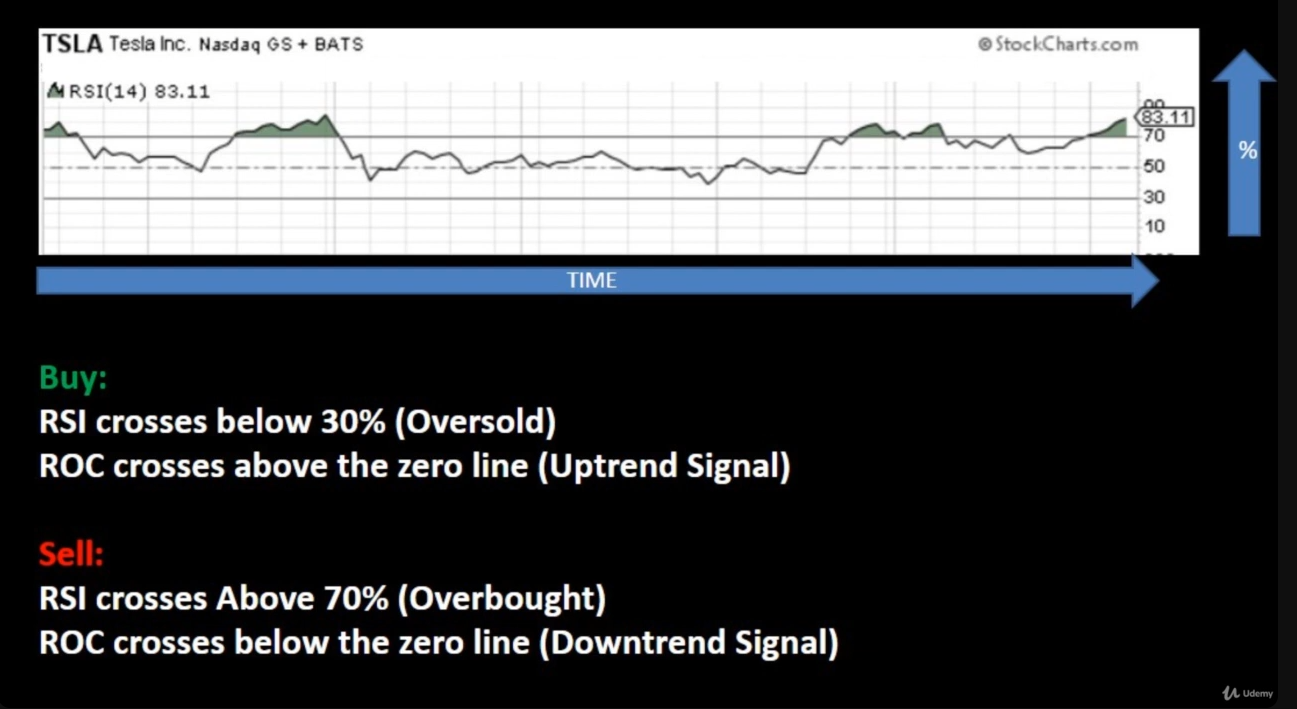 TSLA Tesla Inc. Nasdaq GS + BATS
©StockCharts.com
RSI(14) 83.11
90
83.11
70
50
30
10
%
TIME
Buy:
RSI crosses below 30% (Oversold)
ROC crosses above the zero line (Uptrend Signal)
Sell:
RSI crosses Above 70% (Overbought)
ROC crosses below the zero line (Downtrend Signal)
Udemy